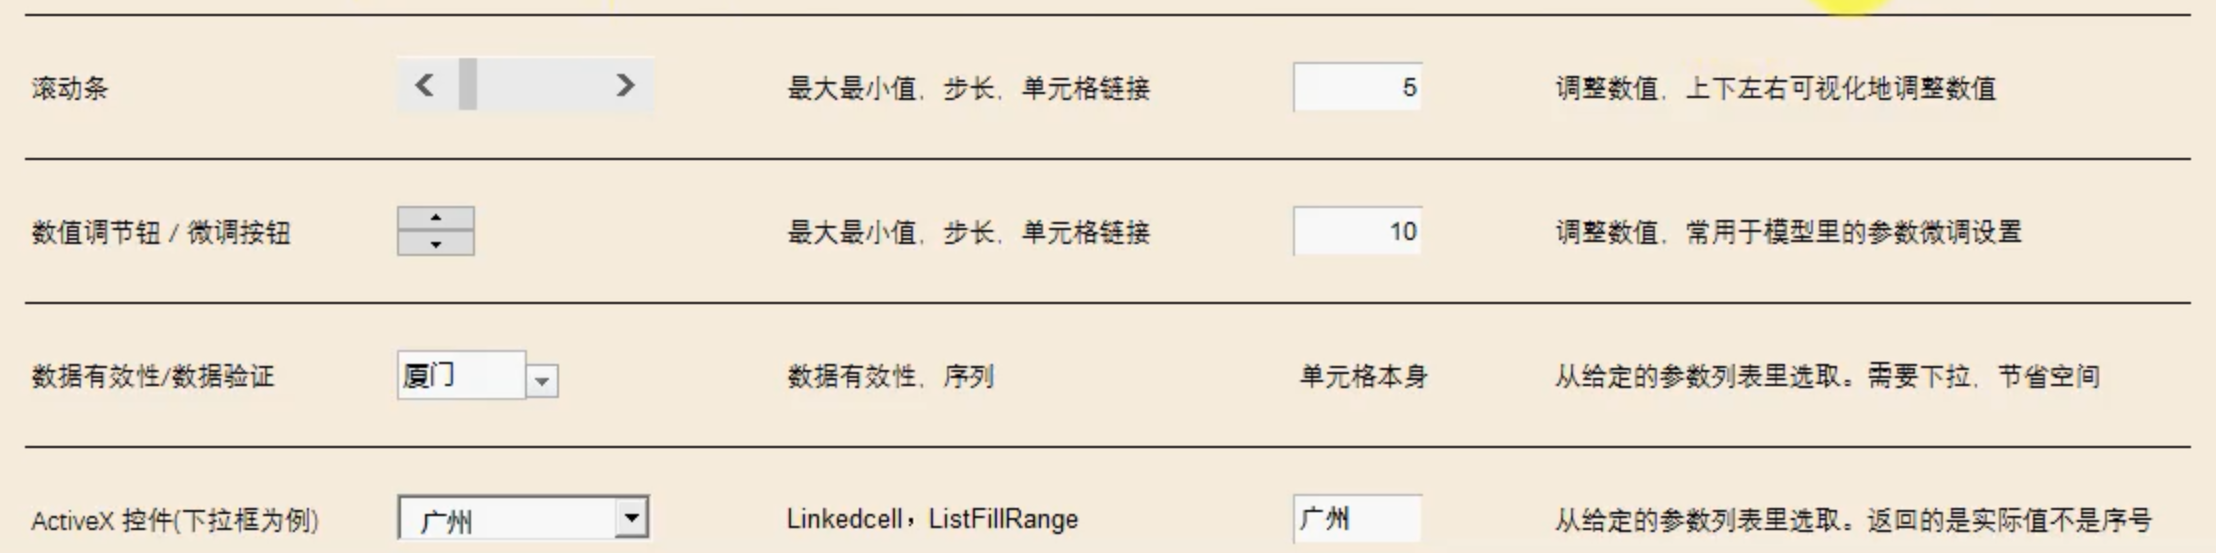 滚动条 最大最小值，步长，单元格链接 5 调整数值，上下左右可视化地调整数值
数值调节钮 / 微调按钮 最大最小值，步长，单元格链接 10 调整数值，常用于模型里的参数微调设置
数据有效性/数据验证 厦门 数据有效性，序列 单元格本身 从给定的参数列表里选取。需要下拉，节省空间
ActiveX 控件(下拉框为例) 广州 Linkedcell，ListFillRange 广州 从给定的参数列表里选取。返回的是实际值不是序号